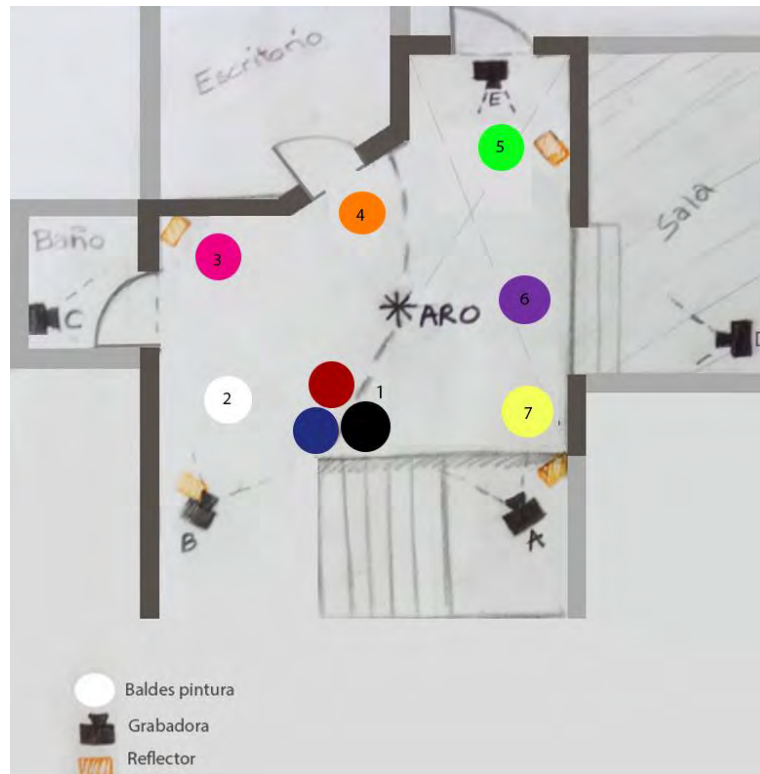 Escritorio
E
5
Sala
4
Baño
3
6
ARO
C
D
2
1
7
B
A
Baldes pintura
Grabadora
Reflector